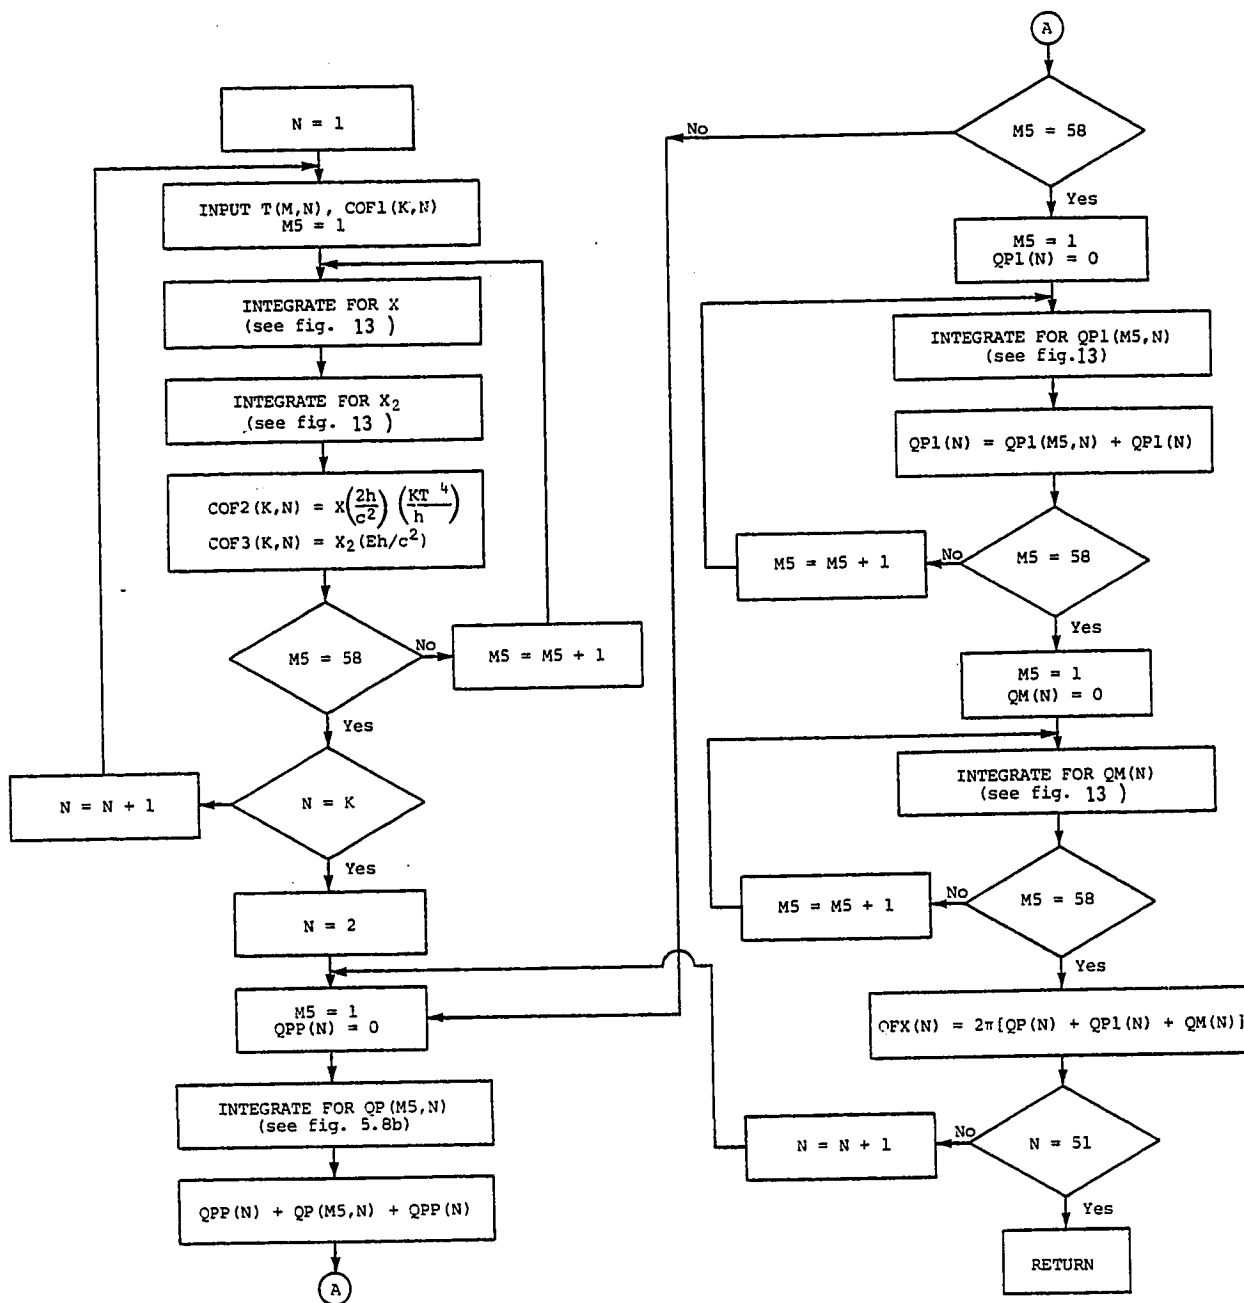 N = 1
INPUT T(M,N), COF1(K,N)
M5 = 1
INTEGRATE FOR X
(see fig. 13 )
INTEGRATE FOR X₂
(see fig. 13 )
COF2(K,N) = X(2h/c²) (KT/h ⁴)
COF3(K,N) = X₂(Eh/c²)
M5 = 58
No
M5 = M5 + 1
Yes
N = K
N = N + 1
Yes
N = 2
M5 = 1
QPP(N) = 0
INTEGRATE FOR QP(M5,N)
(see fig. 5.8b)
QPP(N) + QP(M5,N) + QPP(N)
A
A
M5 = 58
No
Yes
M5 = 1
QP1(N) = 0
INTEGRATE FOR QP1(M5,N)
(see fig.13)
QP1(N) = QP1(M5,N) + QP1(N)
M5 = 58
No
M5 = M5 + 1
Yes
M5 = 1
QM(N) = 0
INTEGRATE FOR QM(N)
(see fig. 13 )
M5 = 58
No
M5 = M5 + 1
Yes
QFX(N) = 2π[QP(N) + QP1(N) + QM(N)]
N = 51
No
N = N + 1
Yes
RETURN